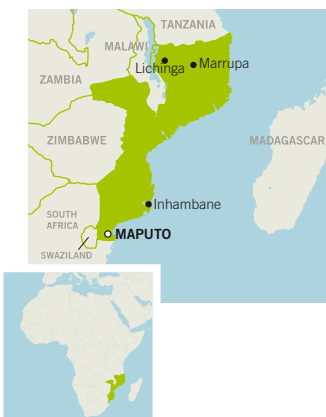 TANZANIA
MALAWI
Lichinga
Marrupa
ZAMBIA
ZIMBABWE
MADAGASCAR
Inhambane
SOUTH
AFRICA
MAPUTO
SWAZILAND